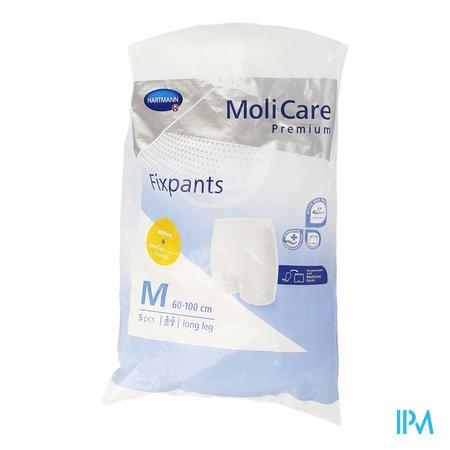 HARTMANN
MoliCare
Premium
Fixpants
M 60-100 cm
5 pcs
long leg
IPM